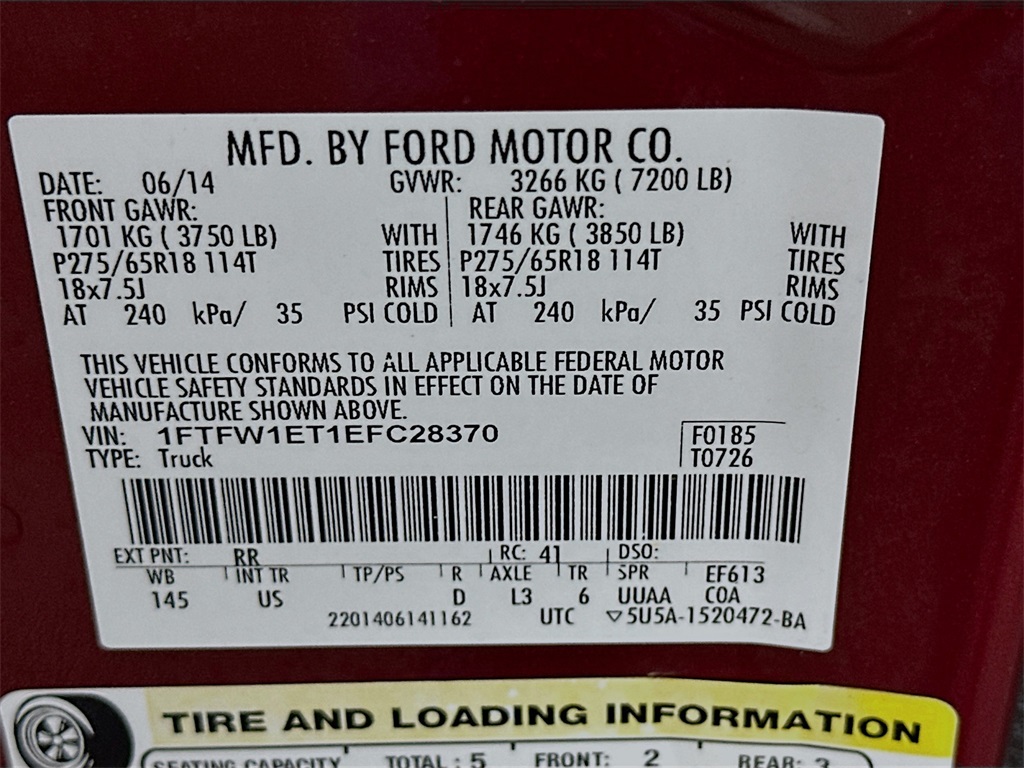 MFD. BY FORD MOTOR CO.
DATE: 06/14 GVWR: 3266 KG ( 7200 LB)
FRONT GAWR: REAR GAWR:
1701 KG ( 3750 LB) WITH 1746 KG ( 3850 LB) WITH
P275/65R18 114T TIRES P275/65R18 114T TIRES
18x7.5J RIMS 18x7.5J RIMS
AT 240 kPa/ 35 PSI COLD AT 240 kPa/ 35 PSI COLD
THIS VEHICLE CONFORMS TO ALL APPLICABLE FEDERAL MOTOR
VEHICLE SAFETY STANDARDS IN EFFECT ON THE DATE OF
MANUFACTURE SHOWN ABOVE.
VIN: 1FTFW1ET1EFC28370 F0185
TYPE: Truck T0726
EXT PNT: RR RC: 41 DSO:
WB INT TR TP/PS R AXLE TR SPR EF613
145 US D L3 6 UUAA COA
2201406141162 UTC ▽5U5A-1520472-BA
TIRE AND LOADING INFORMATION
SEATING CAPACITY TOTAL : 5 FRONT: 2 REAR: 3